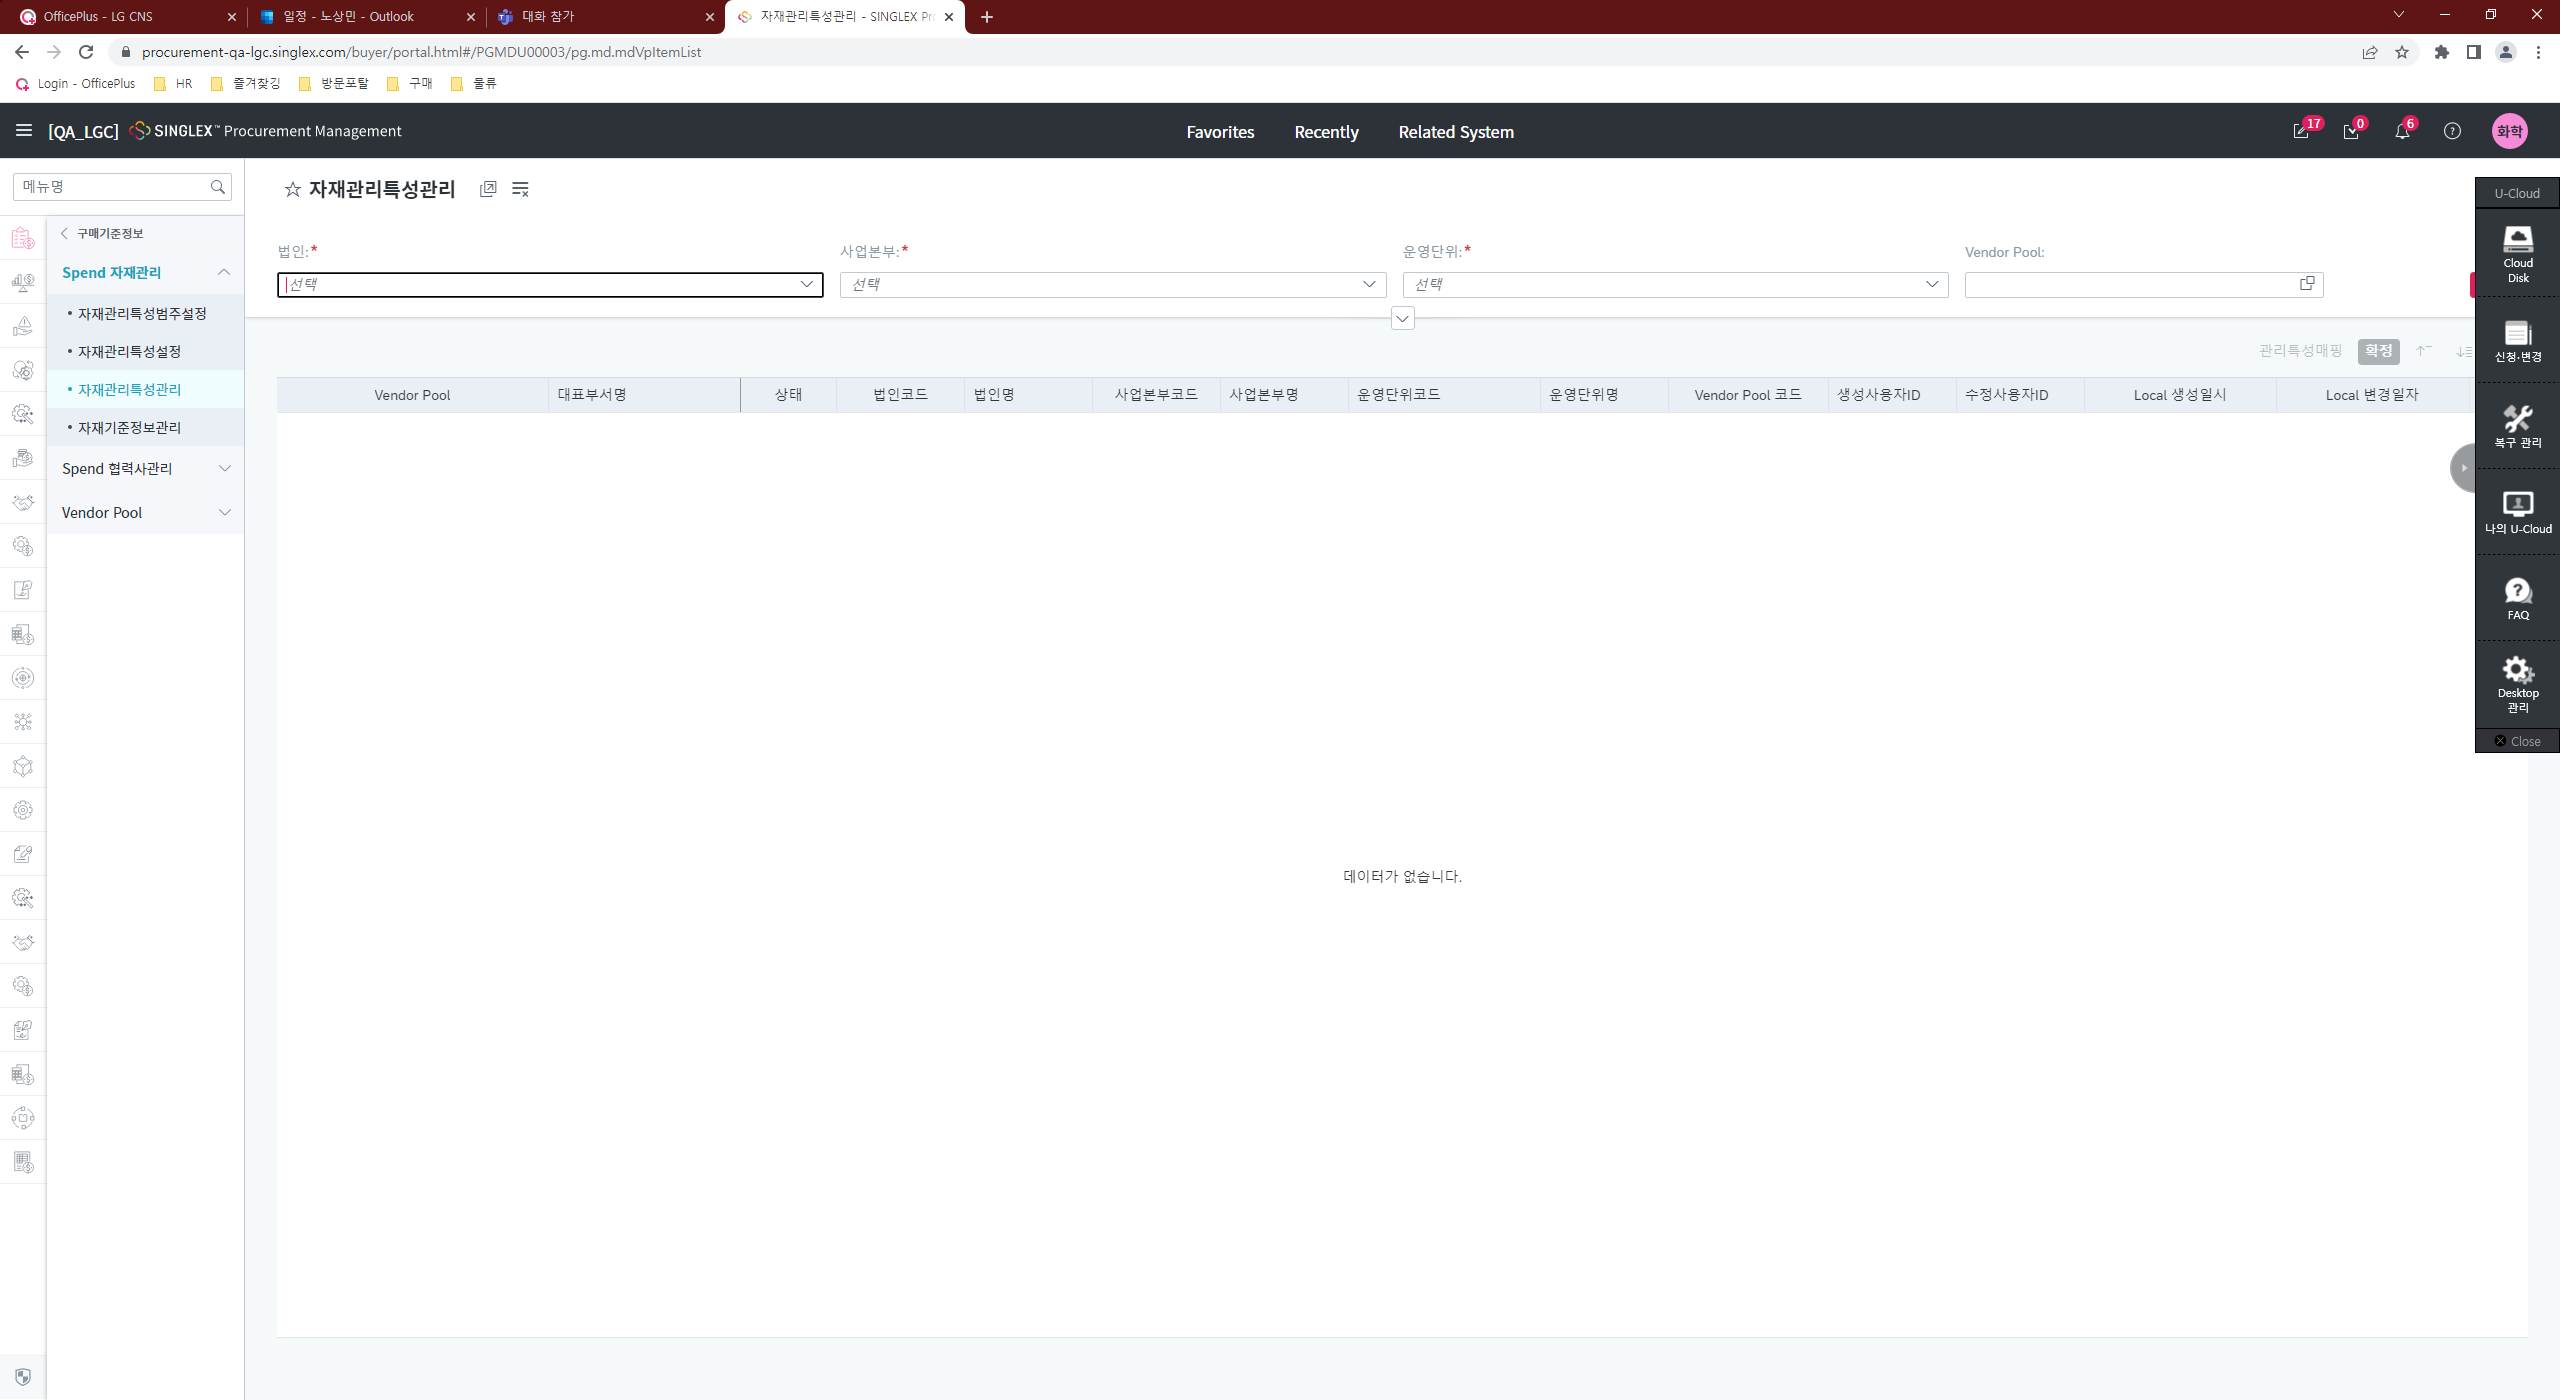 OfficePlus - LG CNS
일정 - 노상민 - Outlook
대화 참가
자재관리특성관리 - SINGLEX Pr
procurement-qa-lgc.singlex.com/buyer/portal.html#/PGMDU00003/pg.md.mdVpItemList
Login - OfficePlus
HR
즐겨찾깅
방문포탈
구매
물류
[QA_LGC] SINGLEX™ Procurement Management
Favorites
Recently
Related System
17
0
6
화학
메뉴명
구매기준정보
Spend 자재관리
• 자재관리특성범주설정
• 자재관리특성설정
• 자재관리특성관리
• 자재기준정보관리
Spend 협력사관리
Vendor Pool
자재관리특성관리
법인:*
사업본부:*
운영단위:*
Vendor Pool:
선택
선택
선택
관리특성매핑
확정
Vendor Pool
대표부서명
상태
법인코드
법인명
사업본부코드
사업본부명
운영단위코드
운영단위명
Vendor Pool 코드
생성사용자ID
수정사용자ID
Local 생성일시
Local 변경일자
데이터가 없습니다.
U-Cloud
Cloud
Disk
신청·변경
복구 관리
나의 U-Cloud
FAQ
Desktop
관리
Close